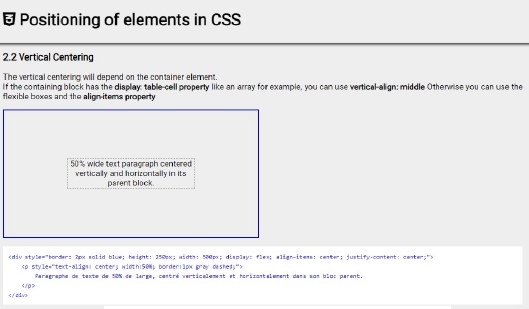 Positioning of elements in CSS
2.2 Vertical Centering
The vertical centering will depend on the container element.
If the containing block has the display: table-cell property like an array for example, you can use vertical-align: middle Otherwise you can use the
flexible boxes and the align-items property
50% wide text paragraph centered
vertically and horizontally in its
parent block.
<div style="border: 2px solid blue; height: 250px; width: 500px; display: flex; align-items: center; justify-content: center;">
<p style="text-align: center; width:50%; border:1px gray dashed;">
Paragraphe de texte de 50% de large, centré verticalement et horizontalement dans son bloc parent.
</p>
</div>